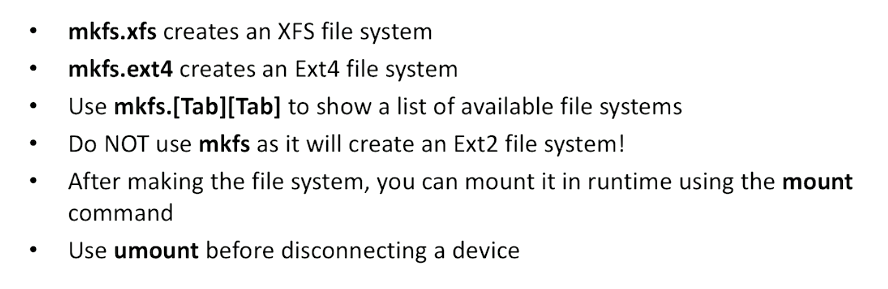 • mkfs.xfs creates an XFS file system
• mkfs.ext4 creates an Ext4 file system
• Use mkfs.[Tab][Tab] to show a list of available file systems
• Do NOT use mkfs as it will create an Ext2 file system!
• After making the file system, you can mount it in runtime using the mount
command
• Use umount before disconnecting a device